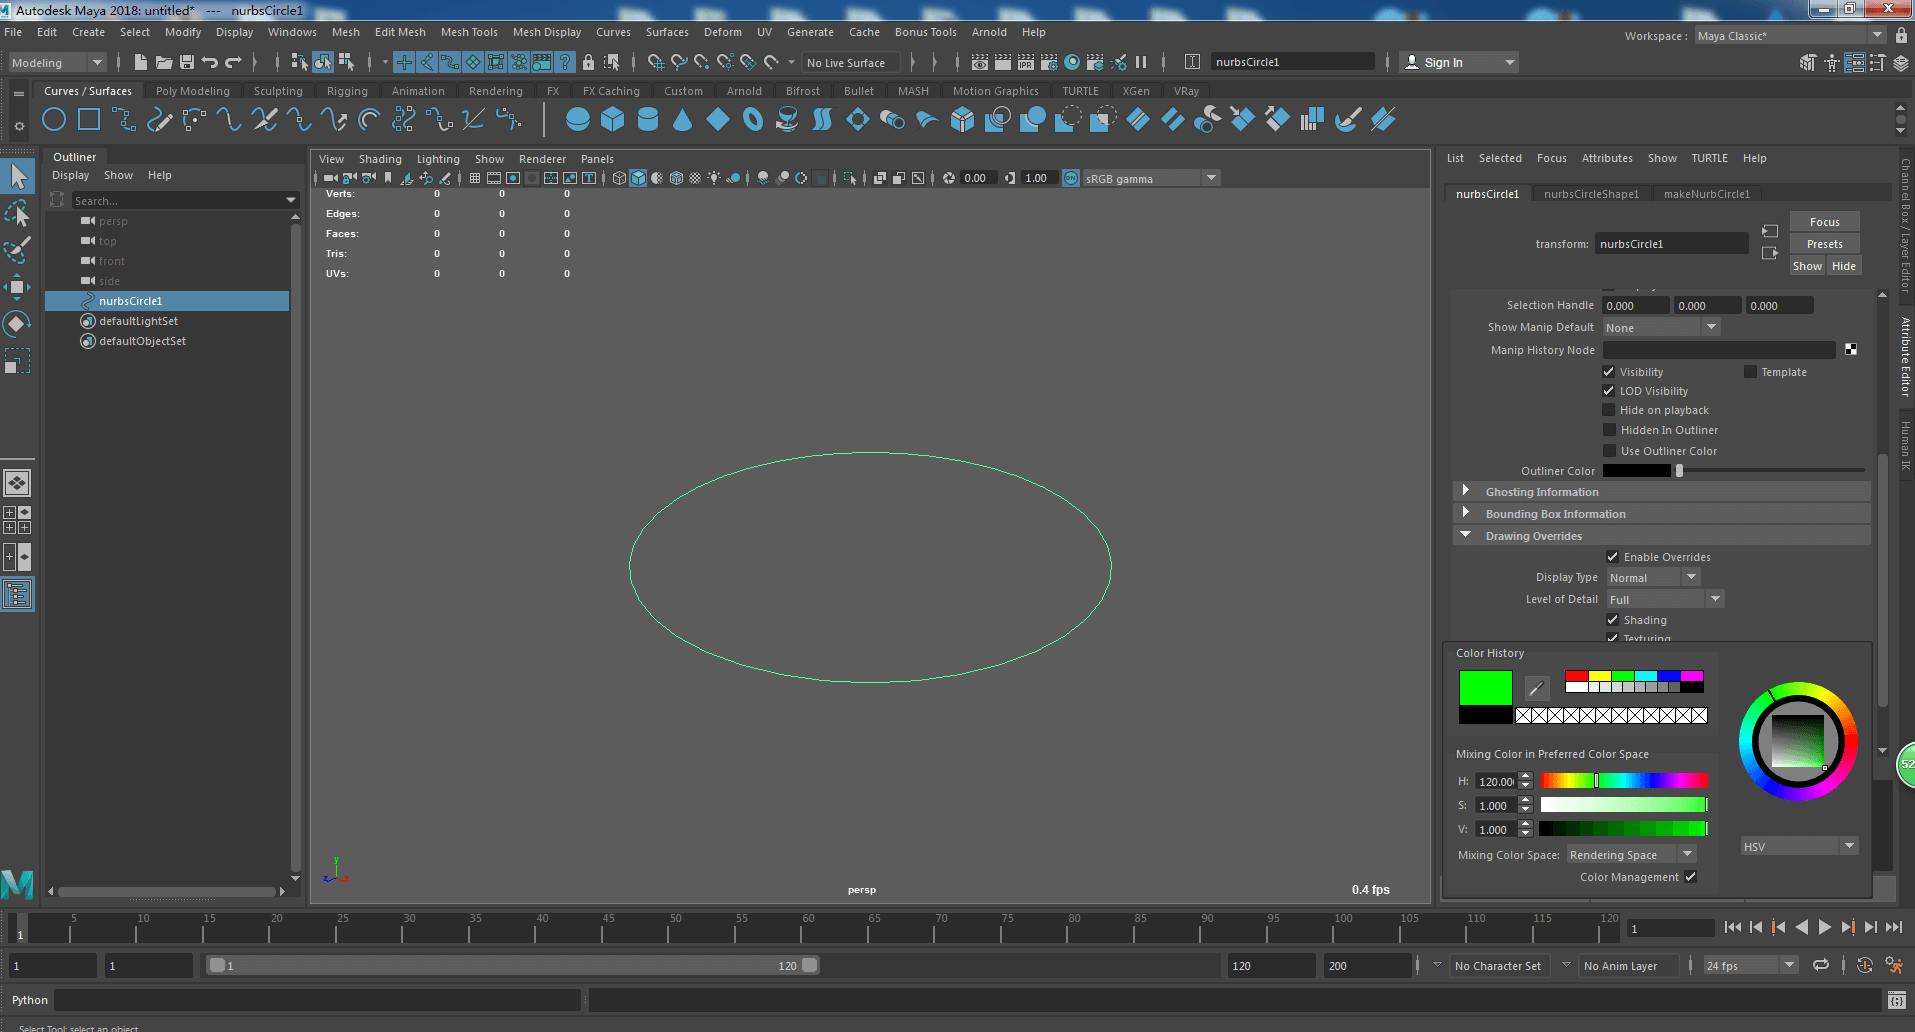 Autodesk Maya 2018: untitled*   ---   nurbsCircle1
File Edit Create Select Modify Display Windows Mesh Edit Mesh Mesh Tools Mesh Display Curves Surfaces Deform UV Generate Cache Bonus Tools Arnold Help
Workspace : Maya Classic*
Modeling No Live Surface nurbsCircle1 Sign In
Curves / Surfaces Poly Modeling Sculpting Rigging Animation Rendering FX FX Caching Custom Arnold Bifrost Bullet MASH Motion Graphics TURTLE XGen VRay
Outliner
Display Show Help
Search...
persp
top
front
side
nurbsCircle1
defaultLightSet
defaultObjectSet
View Shading Lighting Show Renderer Panels
0.00 1.00 ON sRGB gamma
Verts: 0 0 0
Edges: 0 0 0
Faces: 0 0 0
Tris: 0 0 0
UVs: 0 0 0
y
z
x
persp
0.4 fps
List Selected Focus Attributes Show TURTLE Help
nurbsCircle1 nurbsCircleShape1 makeNurbCircle1
transform: nurbsCircle1
Focus
Presets
Show Hide
Selection Handle 0.000 0.000 0.000
Show Manip Default None
Manip History Node
Visibility Template
LOD Visibility
Hide on playback
Hidden In Outliner
Use Outliner Color
Outliner Color
Ghosting Information
Bounding Box Information
Drawing Overrides
Enable Overrides
Display Type Normal
Level of Detail Full
Shading
Texturing
Color History
Mixing Color in Preferred Color Space
H: 120.00
S: 1.000
V: 1.000
Mixing Color Space: Rendering Space
Color Management
HSV
Channel Box / Layer Editor
Attribute Editor
Human IK
52
1 5 10 15 20 25 30 35 40 45 50 55 60 65 70 75 80 85 90 95 100 105 110 115 120
1
1 1 1 120 120 200 No Character Set No Anim Layer 24 fps
Python
Select Tool: select an object